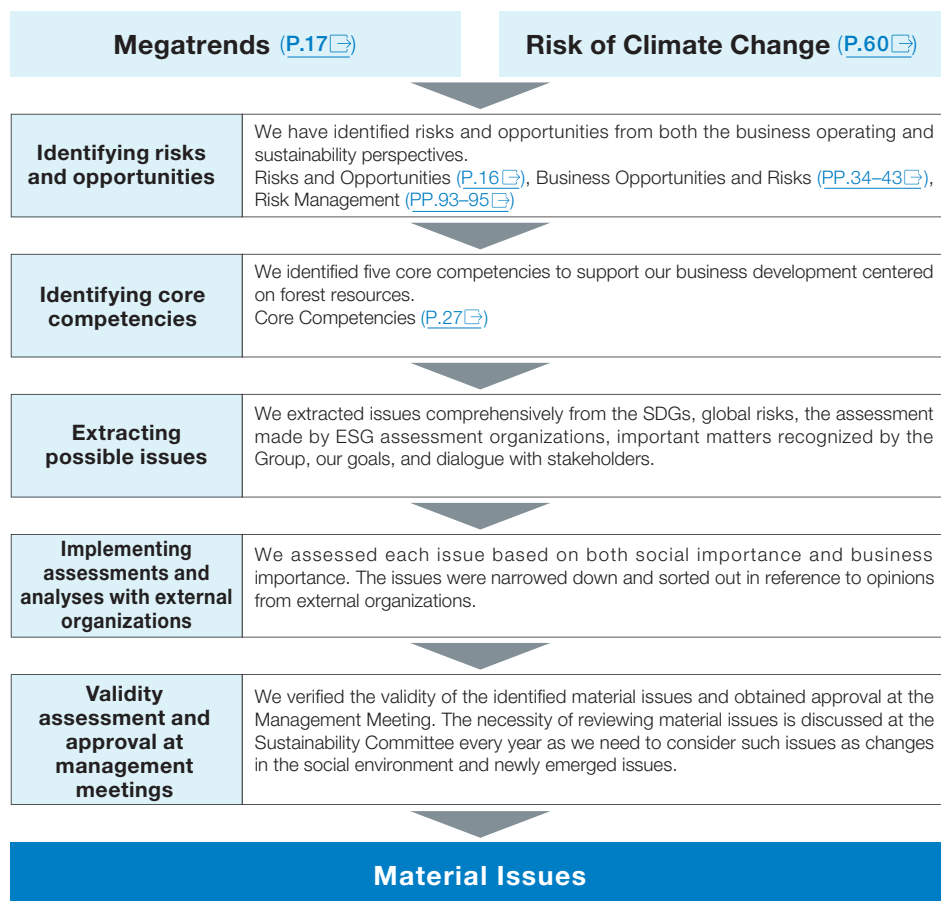 Megatrends (P.17)
Risk of Climate Change (P.60)
Identifying risks
and opportunities
We have identified risks and opportunities from both the business operating and
sustainability perspectives.
Risks and Opportunities (P.16), Business Opportunities and Risks (PP.34–43),
Risk Management (PP.93–95)
Identifying core
competencies
We identified five core competencies to support our business development centered
on forest resources.
Core Competencies (P.27)
Extracting
possible issues
We extracted issues comprehensively from the SDGs, global risks, the assessment
made by ESG assessment organizations, important matters recognized by the
Group, our goals, and dialogue with stakeholders.
Implementing
assessments and
analyses with external
organizations
We assessed each issue based on both social importance and business
importance. The issues were narrowed down and sorted out in reference to opinions
from external organizations.
Validity
assessment and
approval at
management
meetings
We verified the validity of the identified material issues and obtained approval at the
Management Meeting. The necessity of reviewing material issues is discussed at the
Sustainability Committee every year as we need to consider such issues as changes
in the social environment and newly emerged issues.
Material Issues